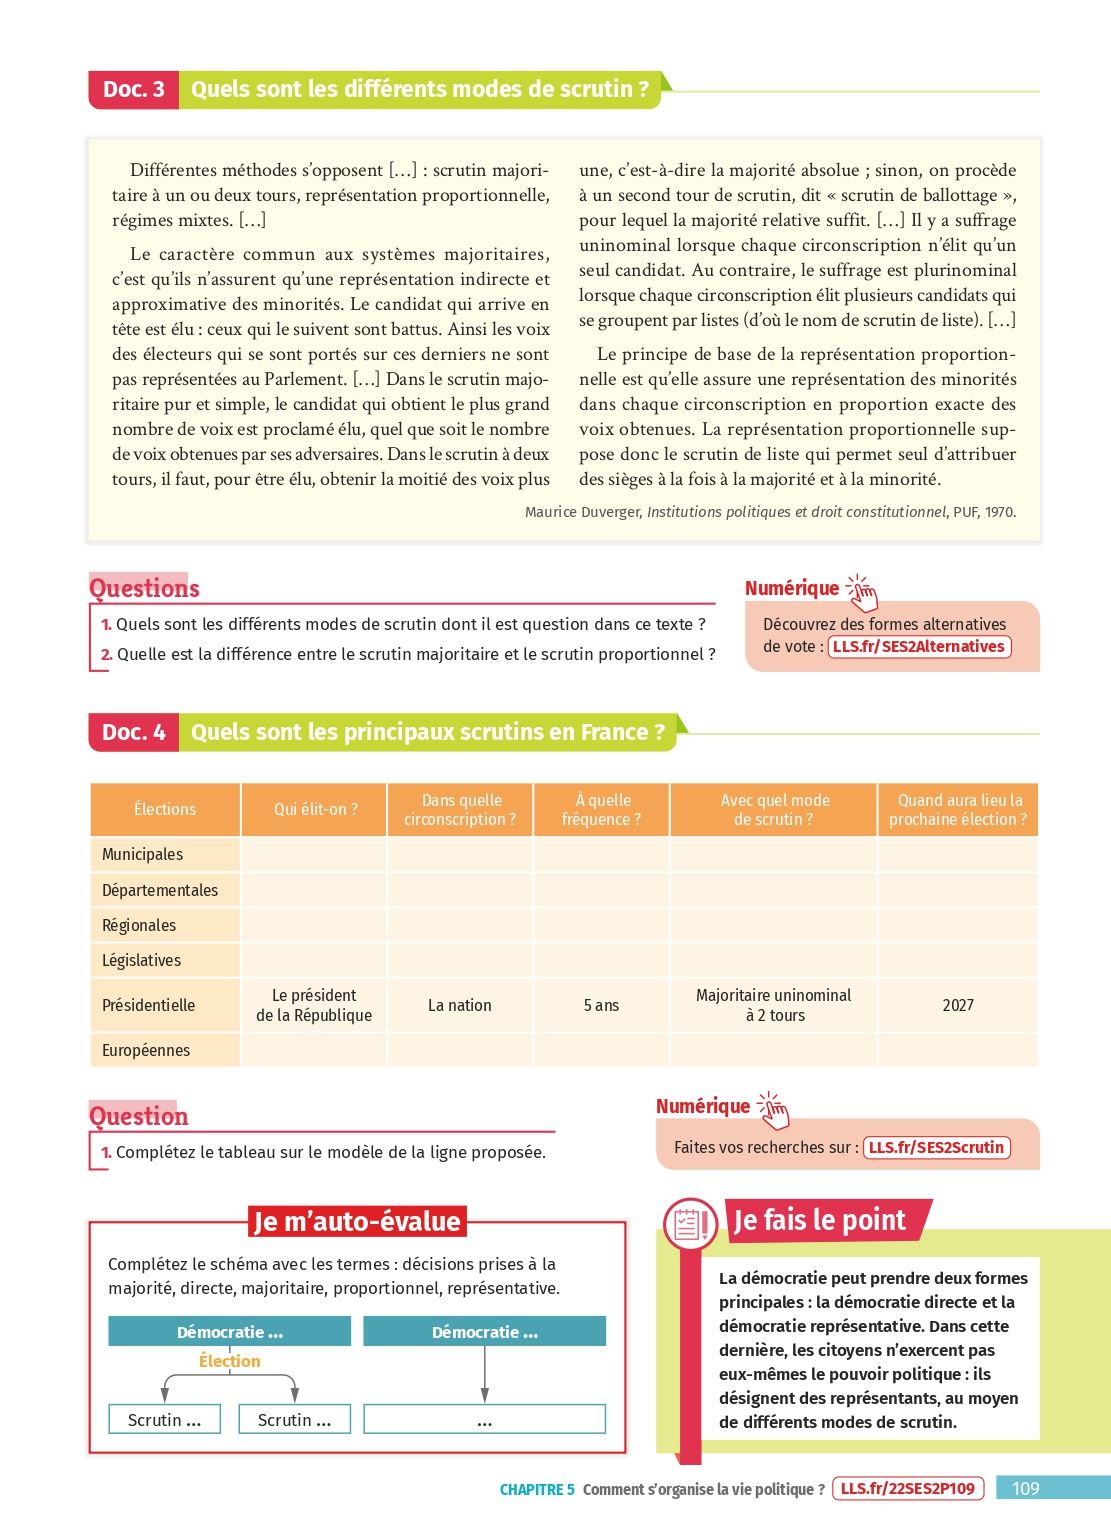 Doc. 3 Quels sont les différents modes de scrutin ?
Différentes méthodes s'opposent […] : scrutin majori-
taire à un ou deux tours, représentation proportionnelle,
régimes mixtes. […]
Le caractère commun aux systèmes majoritaires,
c'est qu'ils n'assurent qu'une représentation indirecte et
approximative des minorités. Le candidat qui arrive en
tête est élu : ceux qui le suivent sont battus. Ainsi les voix
des électeurs qui se sont portés sur ces derniers ne sont
pas représentées au Parlement. […] Dans le scrutin majo-
ritaire pur et simple, le candidat qui obtient le plus grand
nombre de voix est proclamé élu, quel que soit le nombre
de voix obtenues par ses adversaires. Dans le scrutin à deux
tours, il faut, pour être élu, obtenir la moitié des voix plus
une, c'est-à-dire la majorité absolue ; sinon, on procède
à un second tour de scrutin, dit « scrutin de ballottage »,
pour lequel la majorité relative suffit. […] Il y a suffrage
uninominal lorsque chaque circonscription n'élit qu'un
seul candidat. Au contraire, le suffrage est plurinominal
lorsque chaque circonscription élit plusieurs candidats qui
se groupent par listes (d'où le nom de scrutin de liste). […]
Le principe de base de la représentation proportion-
nelle est qu'elle assure une représentation des minorités
dans chaque circonscription en proportion exacte des
voix obtenues. La représentation proportionnelle sup-
pose donc le scrutin de liste qui permet seul d'attribuer
des sièges à la fois à la majorité et à la minorité.
Maurice Duverger, Institutions politiques et droit constitutionnel, PUF, 1970.
Questions
1. Quels sont les différents modes de scrutin dont il est question dans ce texte ?
2. Quelle est la différence entre le scrutin majoritaire et le scrutin proportionnel ?
Numérique
Découvrez des formes alternatives
de vote : LLS.fr/SES2Alternatives
Doc. 4 Quels sont les principaux scrutins en France ?
Élections
Qui élit-on ?
Dans quelle
circonscription ?
À quelle
fréquence ?
Avec quel mode
de scrutin ?
Quand aura lieu la
prochaine élection ?
Municipales
Départementales
Régionales
Législatives
Présidentielle
Le président
de la République
La nation
5 ans
Majoritaire uninominal
à 2 tours
2027
Européennes
Question
1. Complétez le tableau sur le modèle de la ligne proposée.
Numérique
Faites vos recherches sur : LLS.fr/SES2Scrutin
Je m'auto-évalue
Complétez le schéma avec les termes : décisions prises à la
majorité, directe, majoritaire, proportionnel, représentative.
Démocratie ...
Démocratie ...
Élection
Scrutin ...
Scrutin ...
...
Je fais le point
La démocratie peut prendre deux formes
principales : la démocratie directe et la
démocratie représentative. Dans cette
dernière, les citoyens n'exercent pas
eux-mêmes le pouvoir politique : ils
désignent des représentants, au moyen
de différents modes de scrutin.
CHAPITRE 5 Comment s'organise la vie politique ? LLS.fr/22SES2P109 109